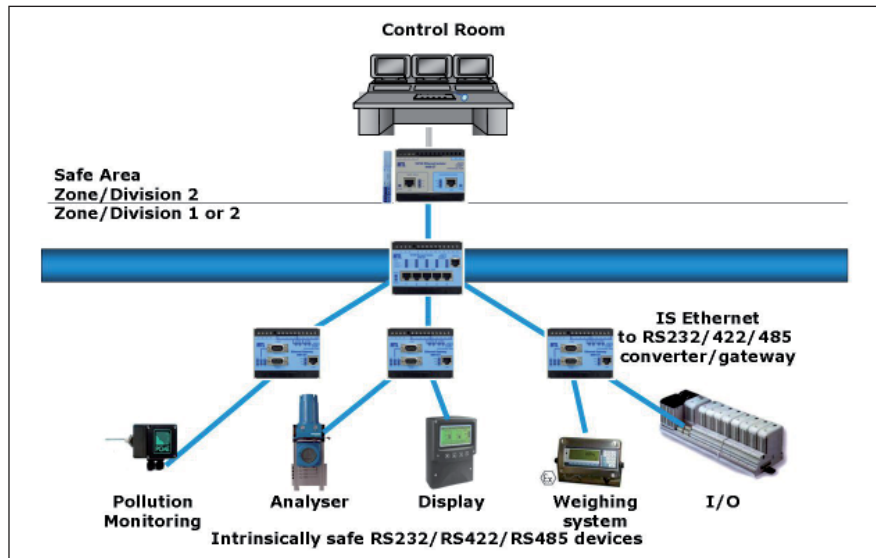 Control Room
Safe Area
Zone/Division 2
Zone/Division 1 or 2
IS Ethernet
to RS232/422/485
converter/gateway
Pollution
Monitoring
Analyser
Display
Weighing
system
I/O
Intrinsically safe RS232/RS422/RS485 devices